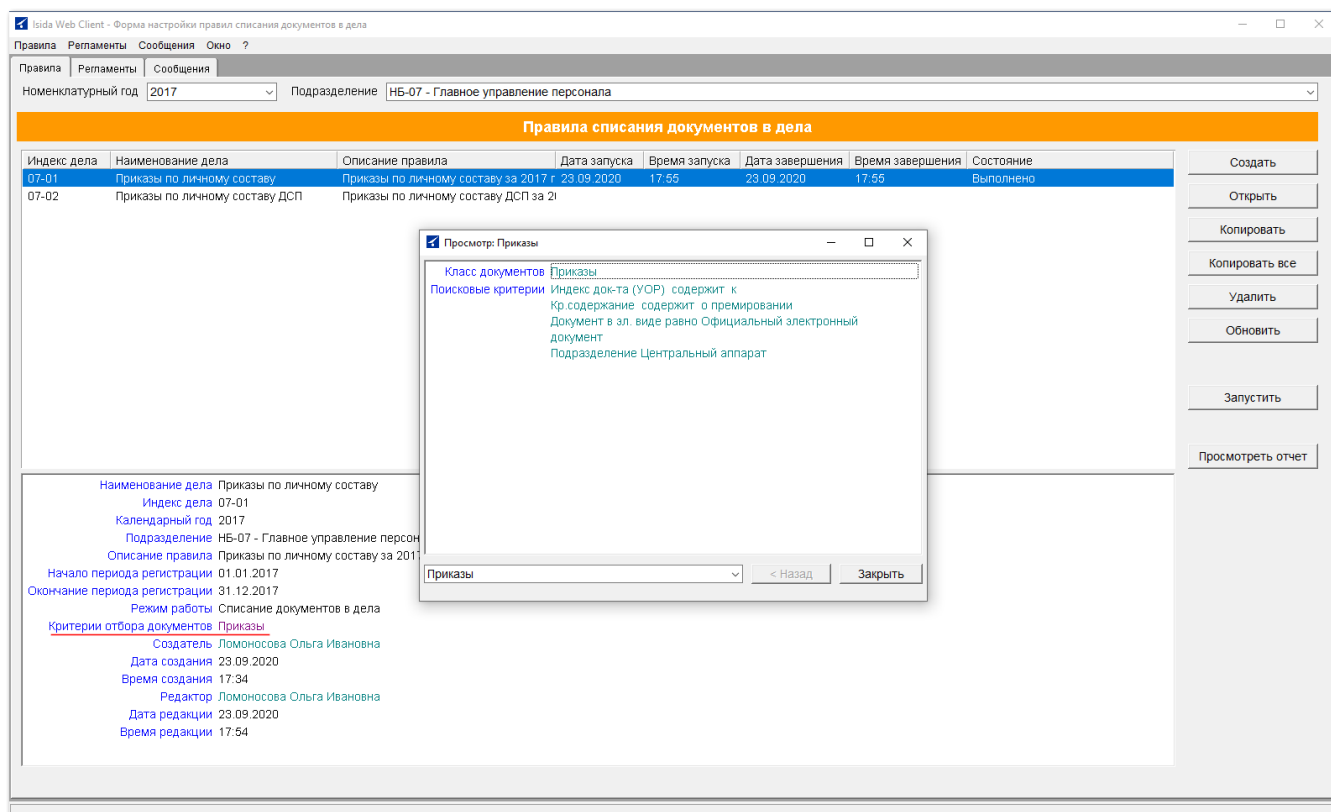 Isida Web Client - Форма настройки правил списания документов в дела
Правила Регламенты Сообщения Окно ?
Правила Регламенты Сообщения
Номенклатурный год 2017 Подразделение НБ-07 - Главное управление персонала
Правила списания документов в дела
Индекс дела Наименование дела Описание правила Дата запуска Время запуска Дата завершения Время завершения Состояние
07-01 Приказы по личному составу Приказы по личному составу за 2017 г 23.09.2020 17:55 23.09.2020 17:55 Выполнено
07-02 Приказы по личному составу ДСП Приказы по личному составу ДСП за 2
Создать
Открыть
Копировать
Копировать все
Удалить
Обновить
Запустить
Просмотреть отчет
Просмотр: Приказы
Класс документов Приказы
Поисковые критерии Индекс док-та (УОР) содержит к
Кр.содержание содержит о премировании
Документ в эл. виде равно Официальный электронный
документ
Подразделение Центральный аппарат
Приказы < Назад Закрыть
Наименование дела Приказы по личному составу
Индекс дела 07-01
Календарный год 2017
Подразделение НБ-07 - Главное управление персон
Описание правила Приказы по личному составу за 201
Начало периода регистрации 01.01.2017
Окончание периода регистрации 31.12.2017
Режим работы Списание документов в дела
Критерии отбора документов Приказы
Создатель Ломоносова Ольга Ивановна
Дата создания 23.09.2020
Время создания 17:34
Редактор Ломоносова Ольга Ивановна
Дата редакции 23.09.2020
Время редакции 17:54